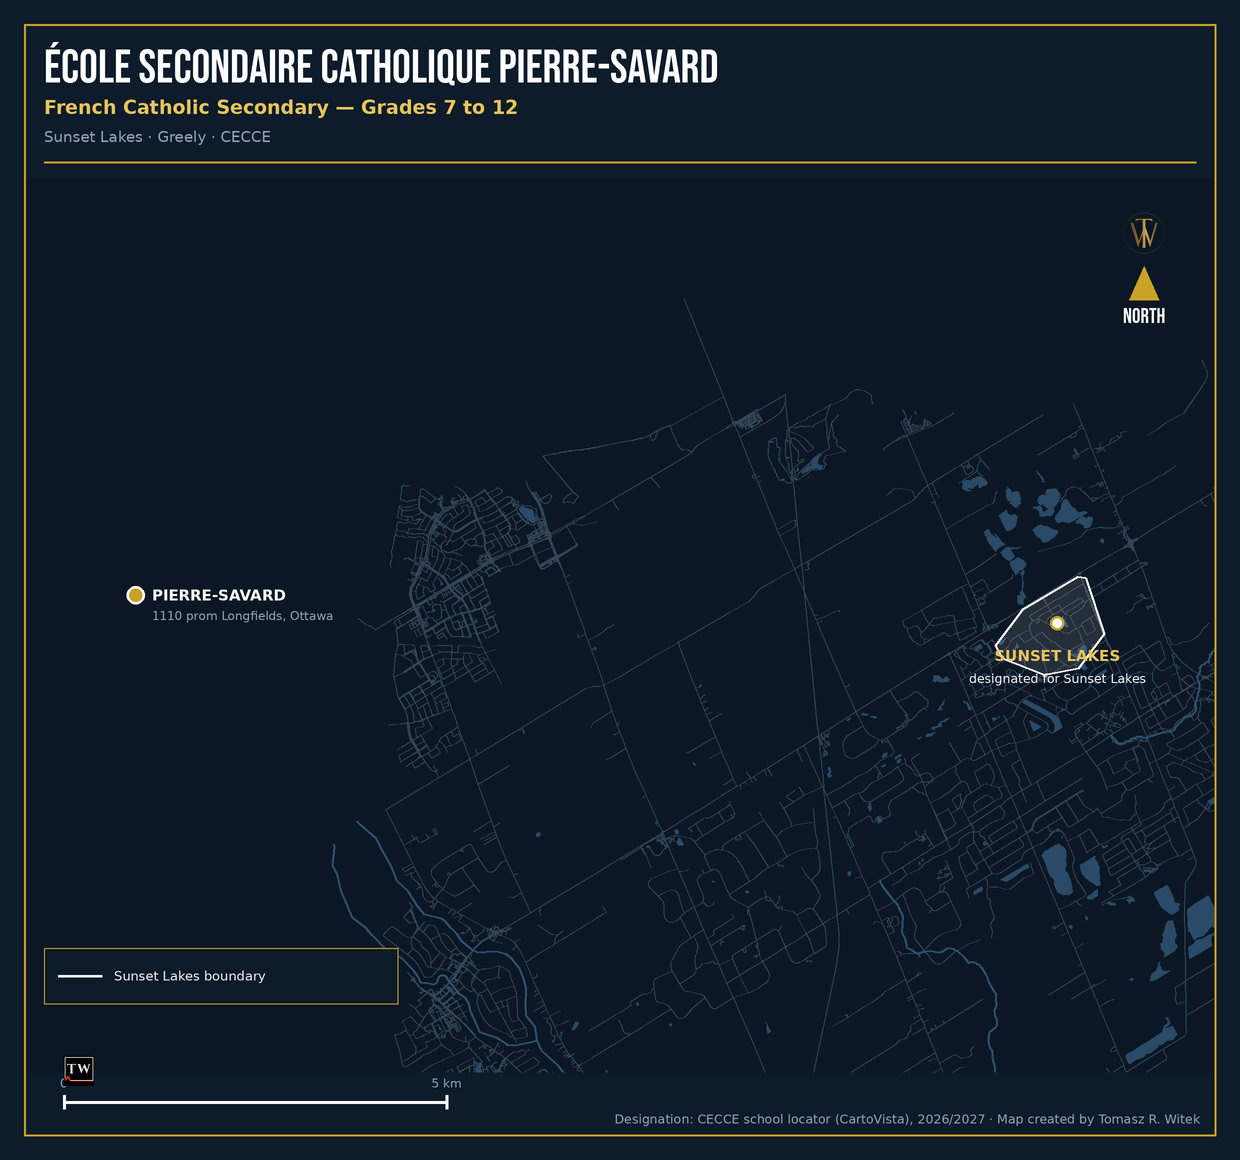 ÉCOLE SECONDAIRE CATHOLIQUE PIERRE-SAVARD
French Catholic Secondary — Grades 7 to 12
Sunset Lakes · Greely · CECCE
TW
NORTH
PIERRE-SAVARD
1110 prom Longfields, Ottawa
SUNSET LAKES
designated for Sunset Lakes
Sunset Lakes boundary
TW
0 5 km
Designation: CECCE school locator (CartoVista), 2026/2027 · Map created by Tomasz R. Witek